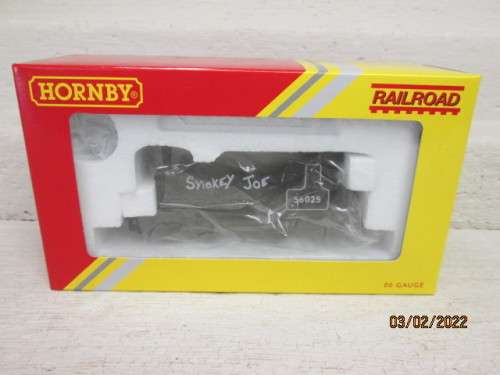 HORNBY
RAILROAD
SMOKEY JOE
56025
00 GAUGE
03/02/2022